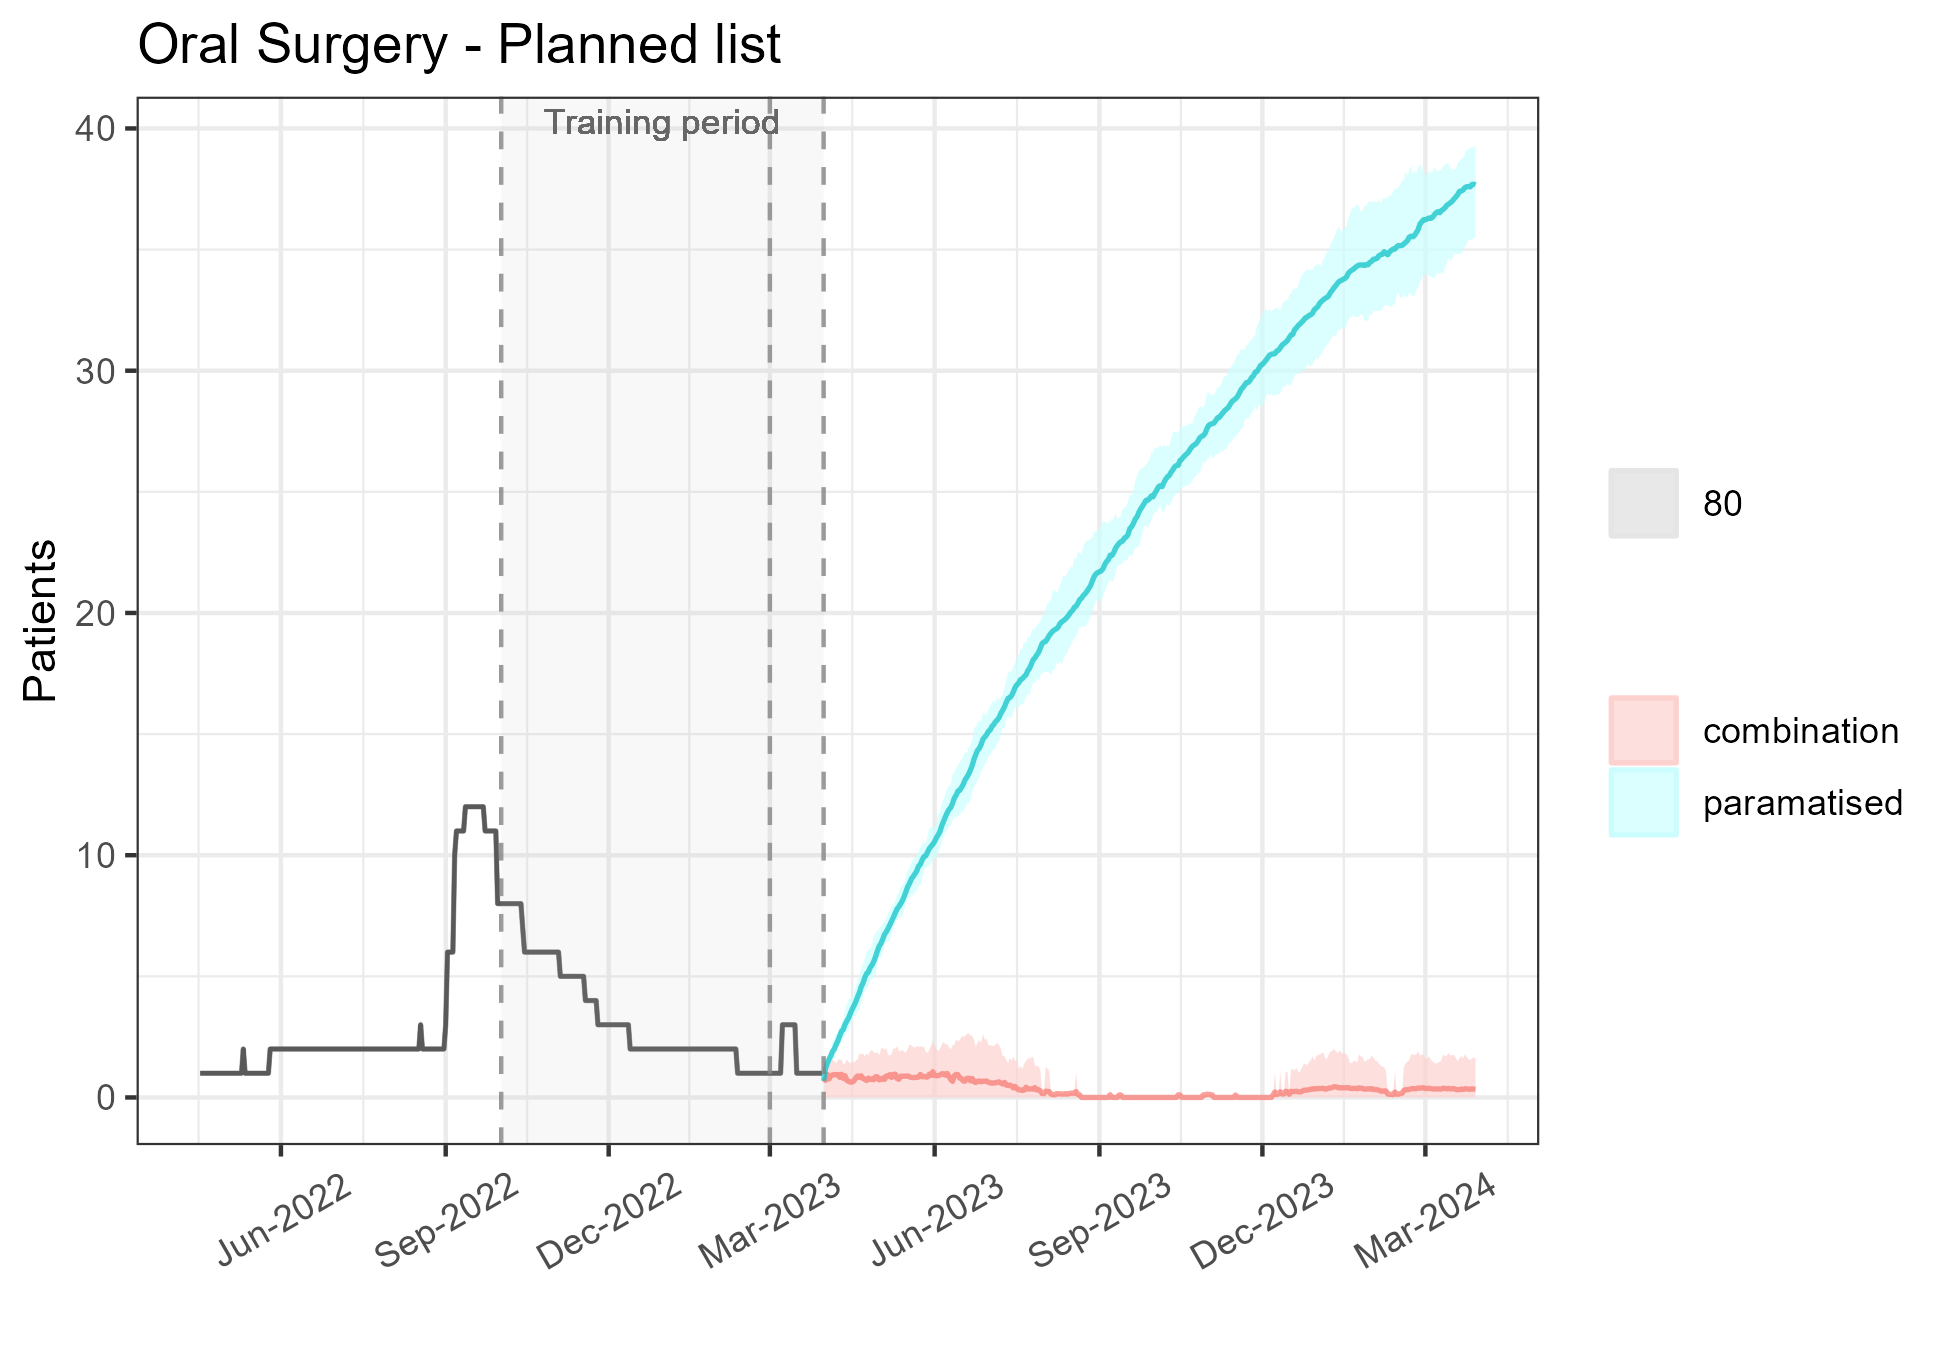 Oral Surgery - Planned list
Training period
40
30
20
10
0
Patients
Jun-2022
Sep-2022
Dec-2022
Mar-2023
Jun-2023
Sep-2023
Dec-2023
Mar-2024
80
combination
paramatised